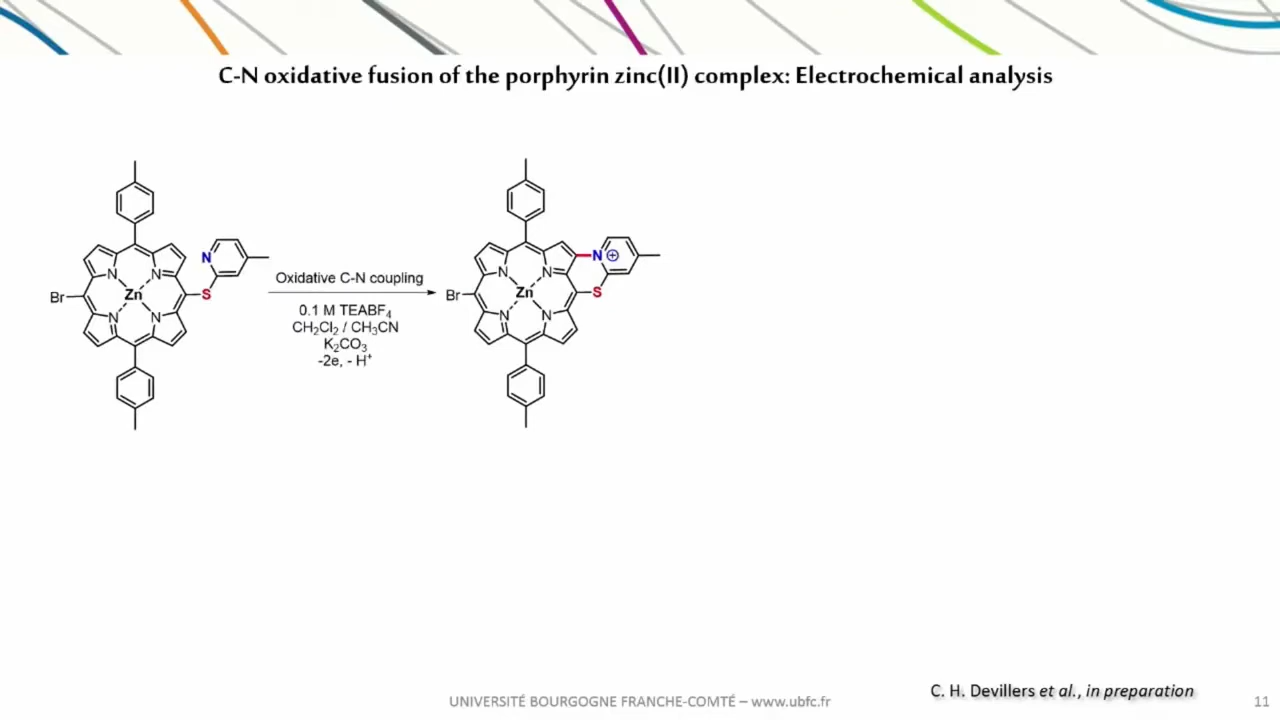 C-N oxidative fusion of the porphyrin zinc(II) complex: Electrochemical analysis
N
N
N
N
N
Zn
Br
S
Oxidative C-N coupling
0.1 M TEABF₄
CH₂Cl₂ / CH₃CN
K₂CO₃
-2e, - H⁺
N ⊕
N
N
N
N
Zn
Br
S
C. H. Devillers et al., in preparation
UNIVERSITÉ BOURGOGNE FRANCHE-COMTÉ – www.ubfc.fr
11